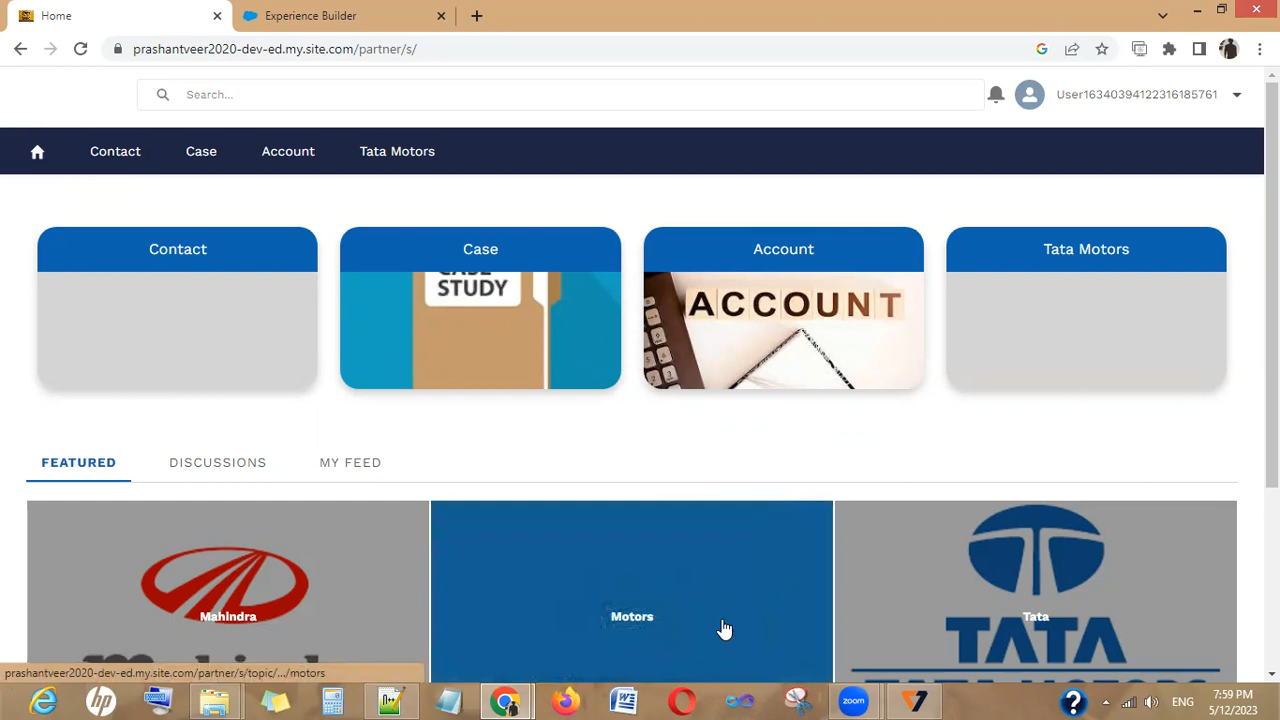 Home
Experience Builder
prashantveer2020-dev-ed.my.site.com/partner/s/
Search...
User16340394122316185761
Contact
Case
Account
Tata Motors
Contact
Case
Account
Tata Motors
CASE
STUDY
ACCOUNT
FEATURED
DISCUSSIONS
MY FEED
Mahindra
Motors
Tata
TATA
prashantveer2020-dev-ed.my.site.com/partner/s/topic/.../motors
zoom
ENG
7:59 PM
5/12/2023